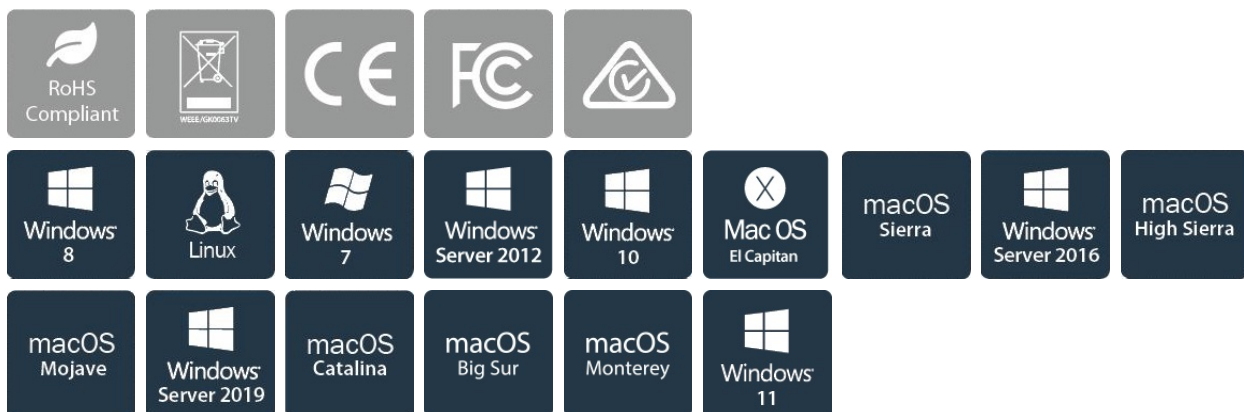 RoHS
Compliant
WEEE/GK0083TV
CE
FC
Windows
8
Linux
Windows
7
Windows
Server 2012
Windows
10
X
Mac OS
El Capitan
macOS
Sierra
Windows
Server 2016
macOS
High Sierra
macOS
Mojave
Windows
Server 2019
macOS
Catalina
macOS
Big Sur
macOS
Monterey
Windows
11